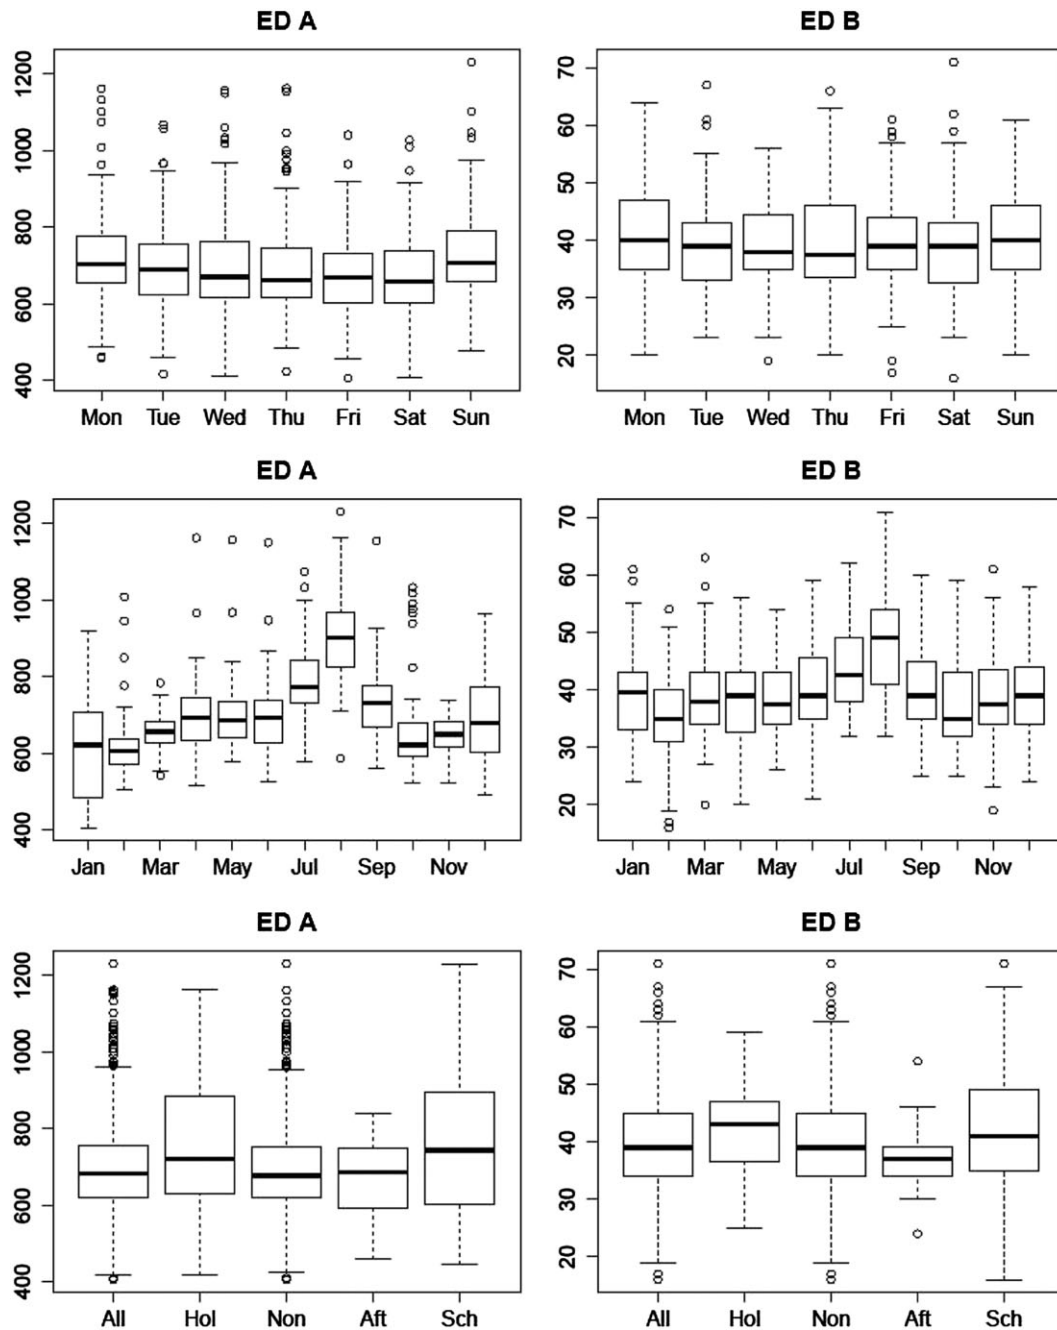 ED A
1200
1000
800
600
400
Mon Tue Wed Thu Fri Sat Sun
ED B
70
60
50
40
30
20
Mon Tue Wed Thu Fri Sat Sun
ED A
1200
1000
800
600
400
Jan Mar May Jul Sep Nov
ED B
70
60
50
40
30
20
Jan Mar May Jul Sep Nov
ED A
1200
1000
800
600
400
All Hol Non Aft Sch
ED B
70
60
50
40
30
20
All Hol Non Aft Sch